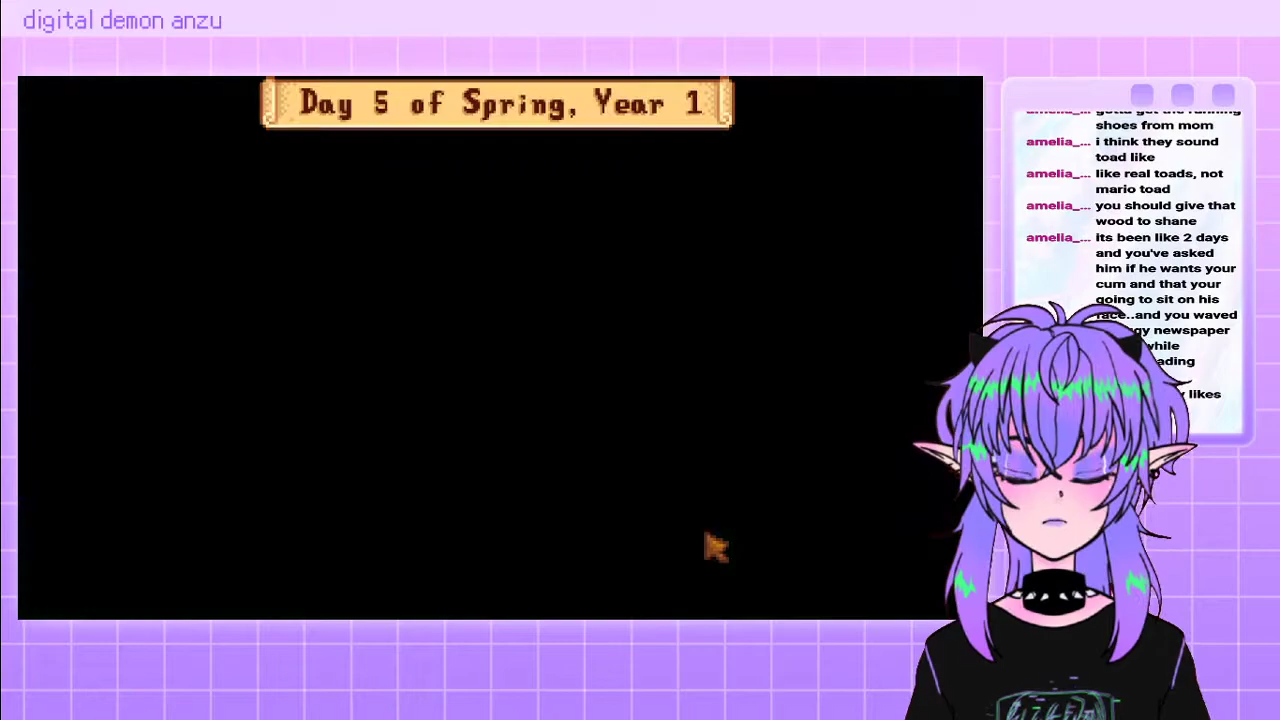 digital demon anzu
Day 5 of Spring, Year 1
shoes from mom
amelia_... i think they sound
toad like
amelia_... like real toads, not
mario toad
amelia_... you should give that
wood to shane
amelia_... its been like 2 days
and you've asked
him if he wants your
cum and that your
going to sit on his
face..and you waved
newspaper
while
likes